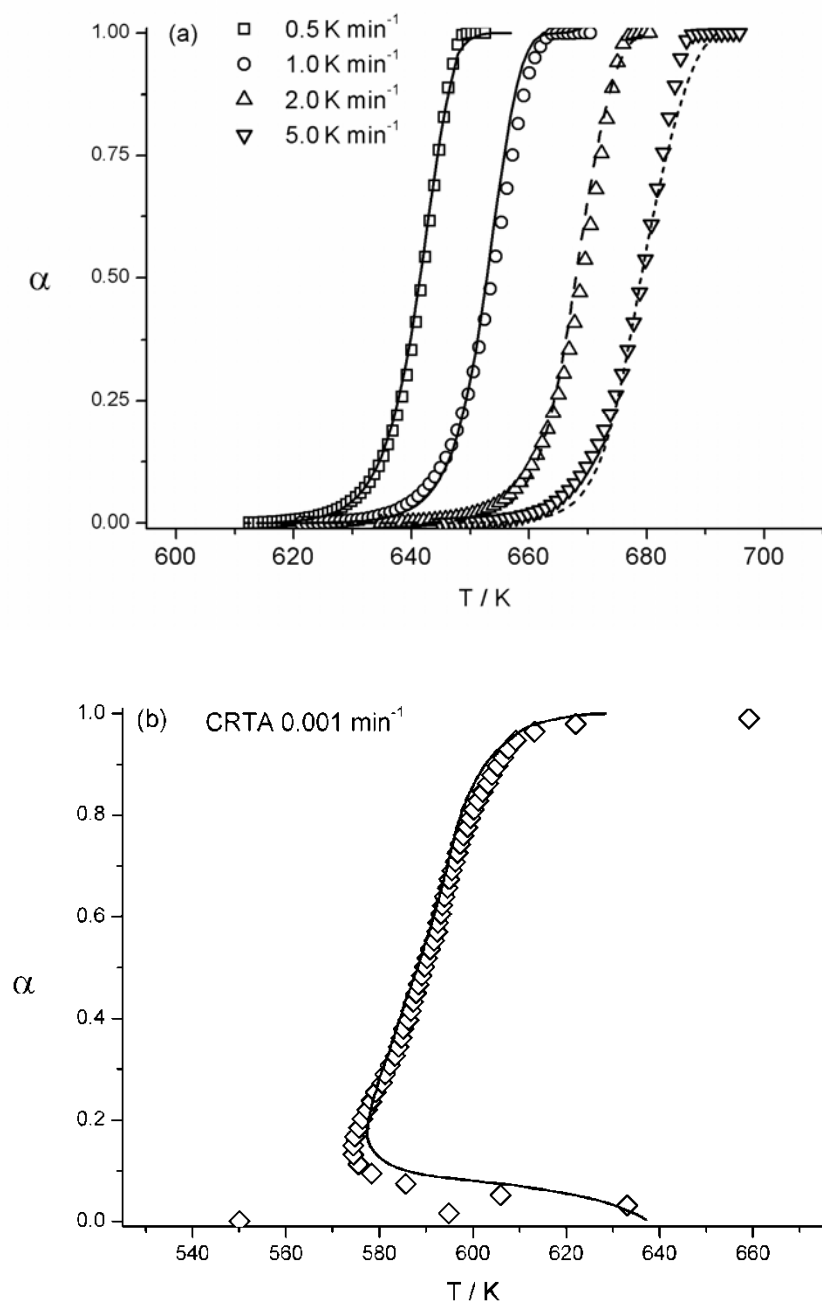 (a)
0.5 K min⁻¹
1.0 K min⁻¹
2.0 K min⁻¹
5.0 K min⁻¹
1.00
0.75
0.50
0.25
0.00
α
600 620 640 660 680 700
T / K
(b) CRTA 0.001 min⁻¹
1.0
0.8
0.6
0.4
0.2
0.0
α
540 560 580 600 620 640 660
T / K